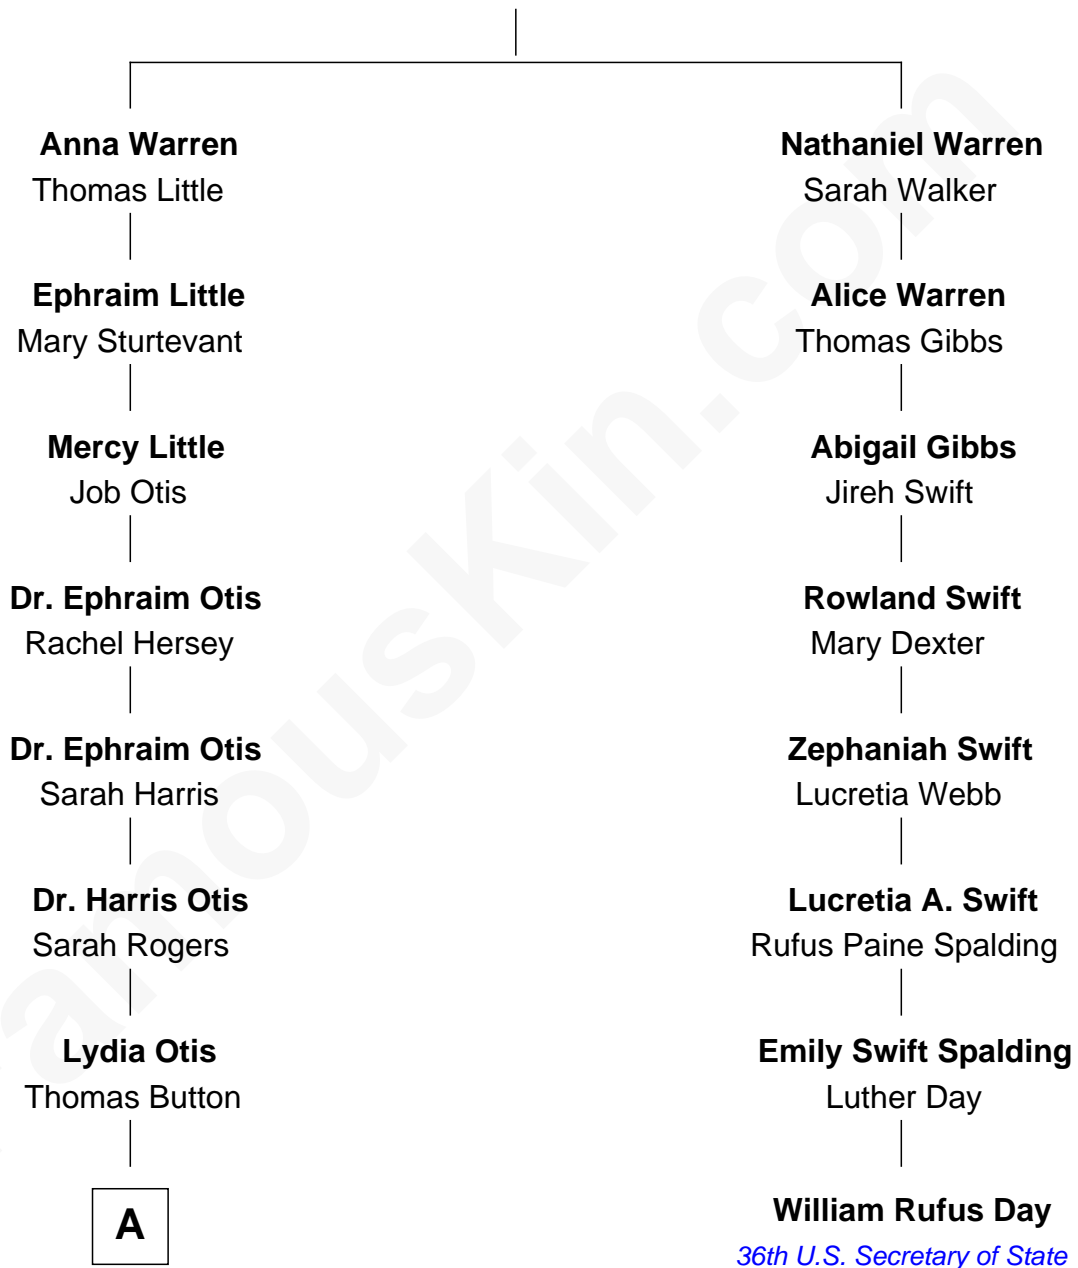 Anna Warren
Thomas Little
Ephraim Little
Mary Sturtevant
Mercy Little
Job Otis
Dr. Ephraim Otis
Rachel Hersey
Dr. Ephraim Otis
Sarah Harris
Dr. Harris Otis
Sarah Rogers
Lydia Otis
Thomas Button
A
Nathaniel Warren
Sarah Walker
Alice Warren
Thomas Gibbs
Abigail Gibbs
Jireh Swift
Rowland Swift
Mary Dexter
Zephaniah Swift
Lucretia Webb
Lucretia A. Swift
Rufus Paine Spalding
Emily Swift Spalding
Luther Day
William Rufus Day
36th U.S. Secretary of State
amousKin.com